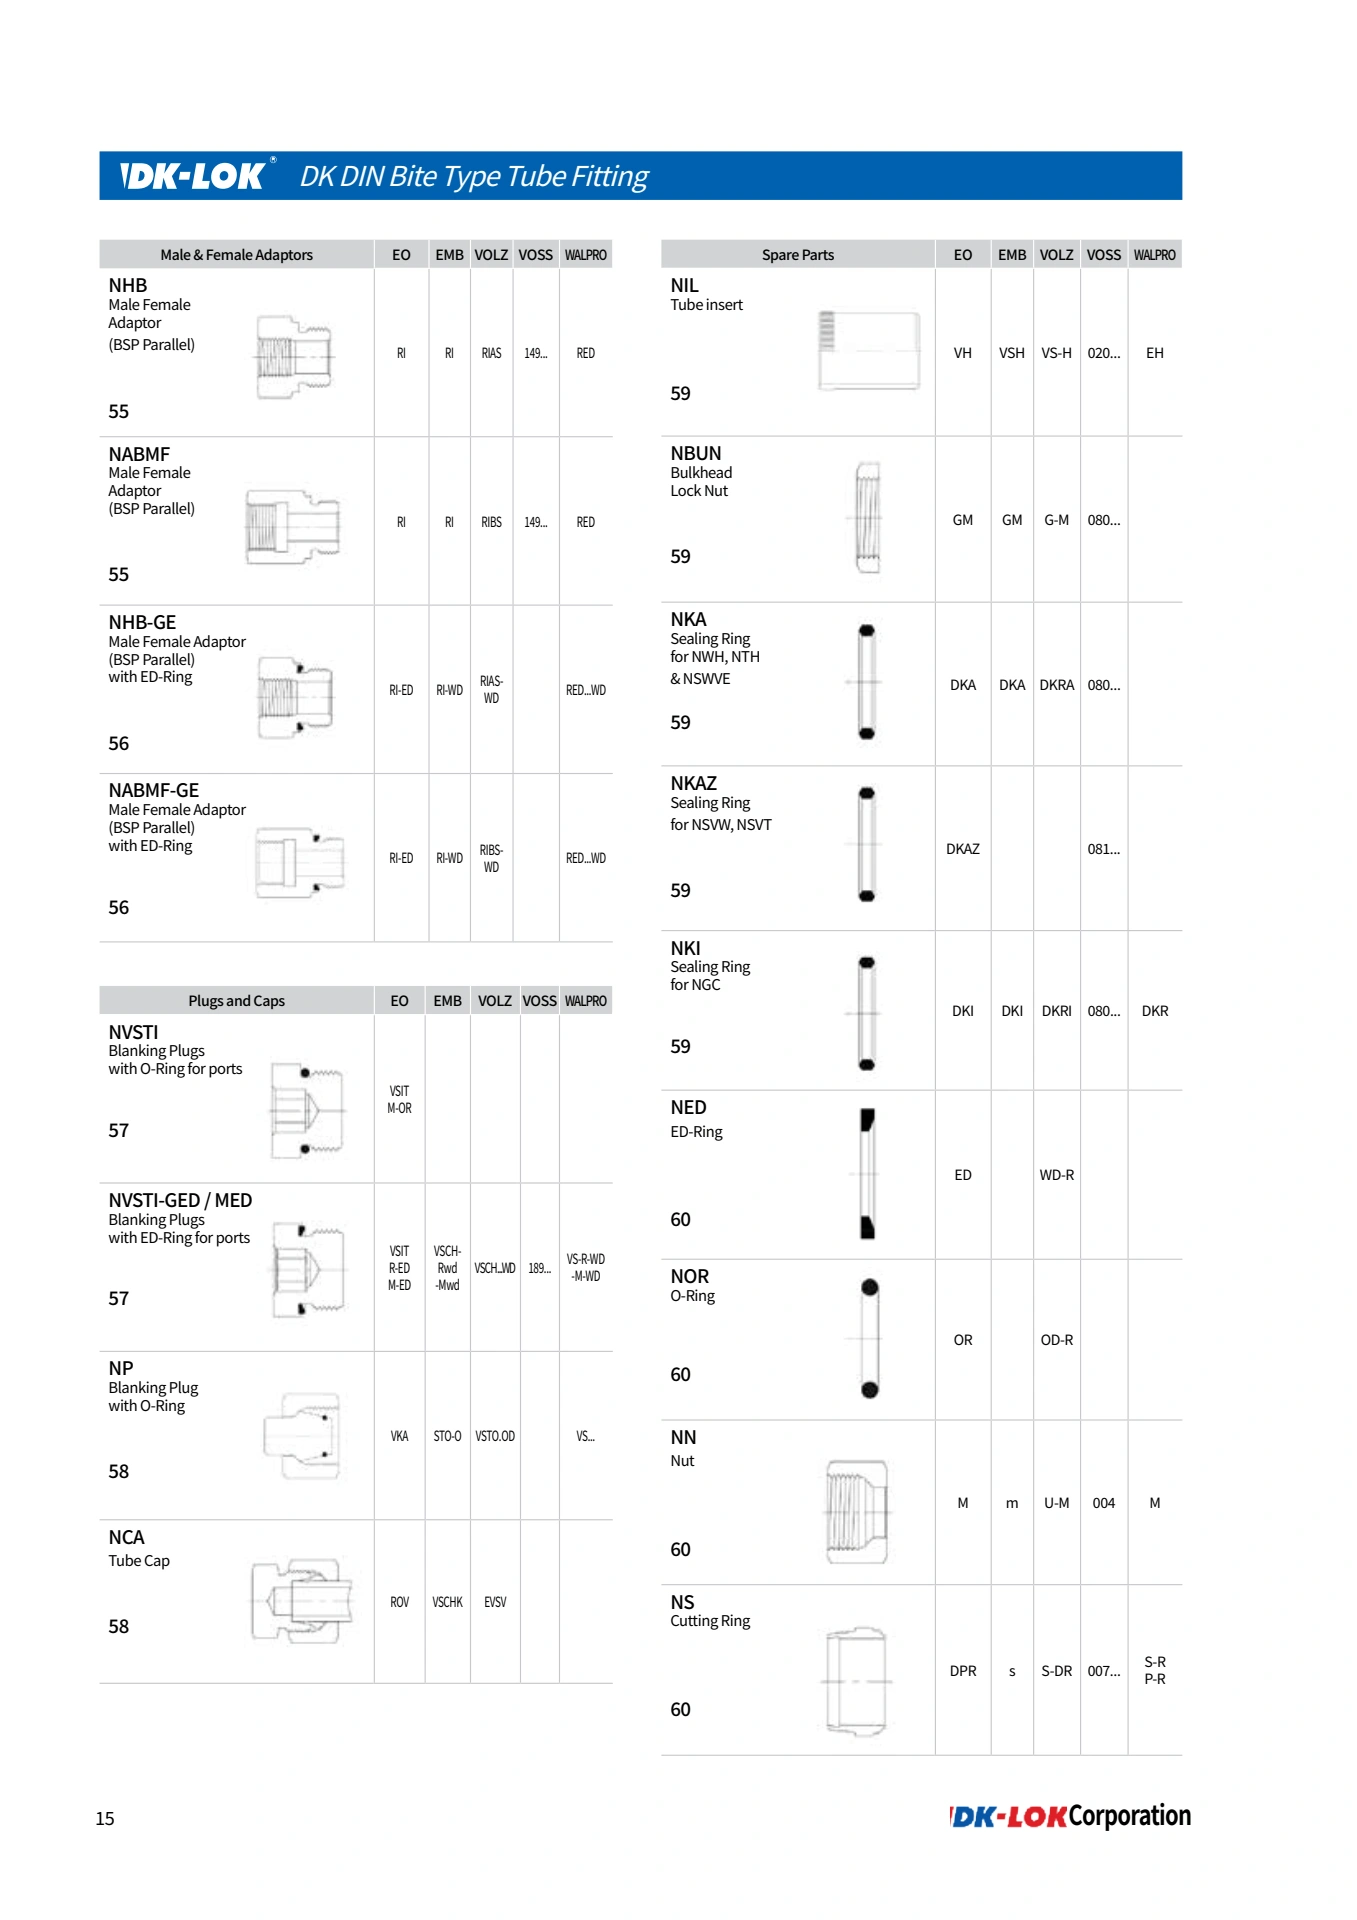 DK-LOK® DK DIN Bite Type Tube Fitting
Male & Female Adaptors EO EMB VOLZ VOSS WALPRO
NHB
Male Female
Adaptor
(BSP Parallel)
RI RI RIAS 149... RED
55
NABMF
Male Female
Adaptor
(BSP Parallel)
RI RI RIBS 149... RED
55
NHB-GE
Male Female Adaptor
(BSP Parallel)
with ED-Ring
RI-ED RI-WD RIAS-
WD
RED...WD
56
NABMF-GE
Male Female Adaptor
(BSP Parallel)
with ED-Ring
RI-ED RI-WD RIBS-
WD
RED...WD
56
Plugs and Caps EO EMB VOLZ VOSS WALPRO
NVSTI
Blanking Plugs
with O-Ring for ports
VSIT
M-OR
57
NVSTI-GED / MED
Blanking Plugs
with ED-Ring for ports
VSIT
R-ED
M-ED
VSCH-
Rwd
-Mwd
VSCH...WD
189...
VS-R-WD
-M-WD
57
NP
Blanking Plug
with O-Ring
VKA STO-O VSTO.OD VS...
58
NCA
Tube Cap
ROV VSCHK EVSV
58
Spare Parts EO EMB VOLZ VOSS WALPRO
NIL
Tube insert
VH VSH VS-H 020... EH
59
NBUN
Bulkhead
Lock Nut
GM GM G-M 080...
59
NKA
Sealing Ring
for NWH, NTH
& NSWVE
DKA DKA DKRA 080...
59
NKAZ
Sealing Ring
for NSVW, NSVT
DKAZ 081...
59
NKI
Sealing Ring
for NGC
DKI DKI DKRI 080... DKR
59
NED
ED-Ring
ED WD-R
60
NOR
O-Ring
OR OD-R
60
NN
Nut
M m U-M 004 M
60
NS
Cutting Ring
DPR s S-DR 007... S-R
P-R
60
15
DK-LOK Corporation